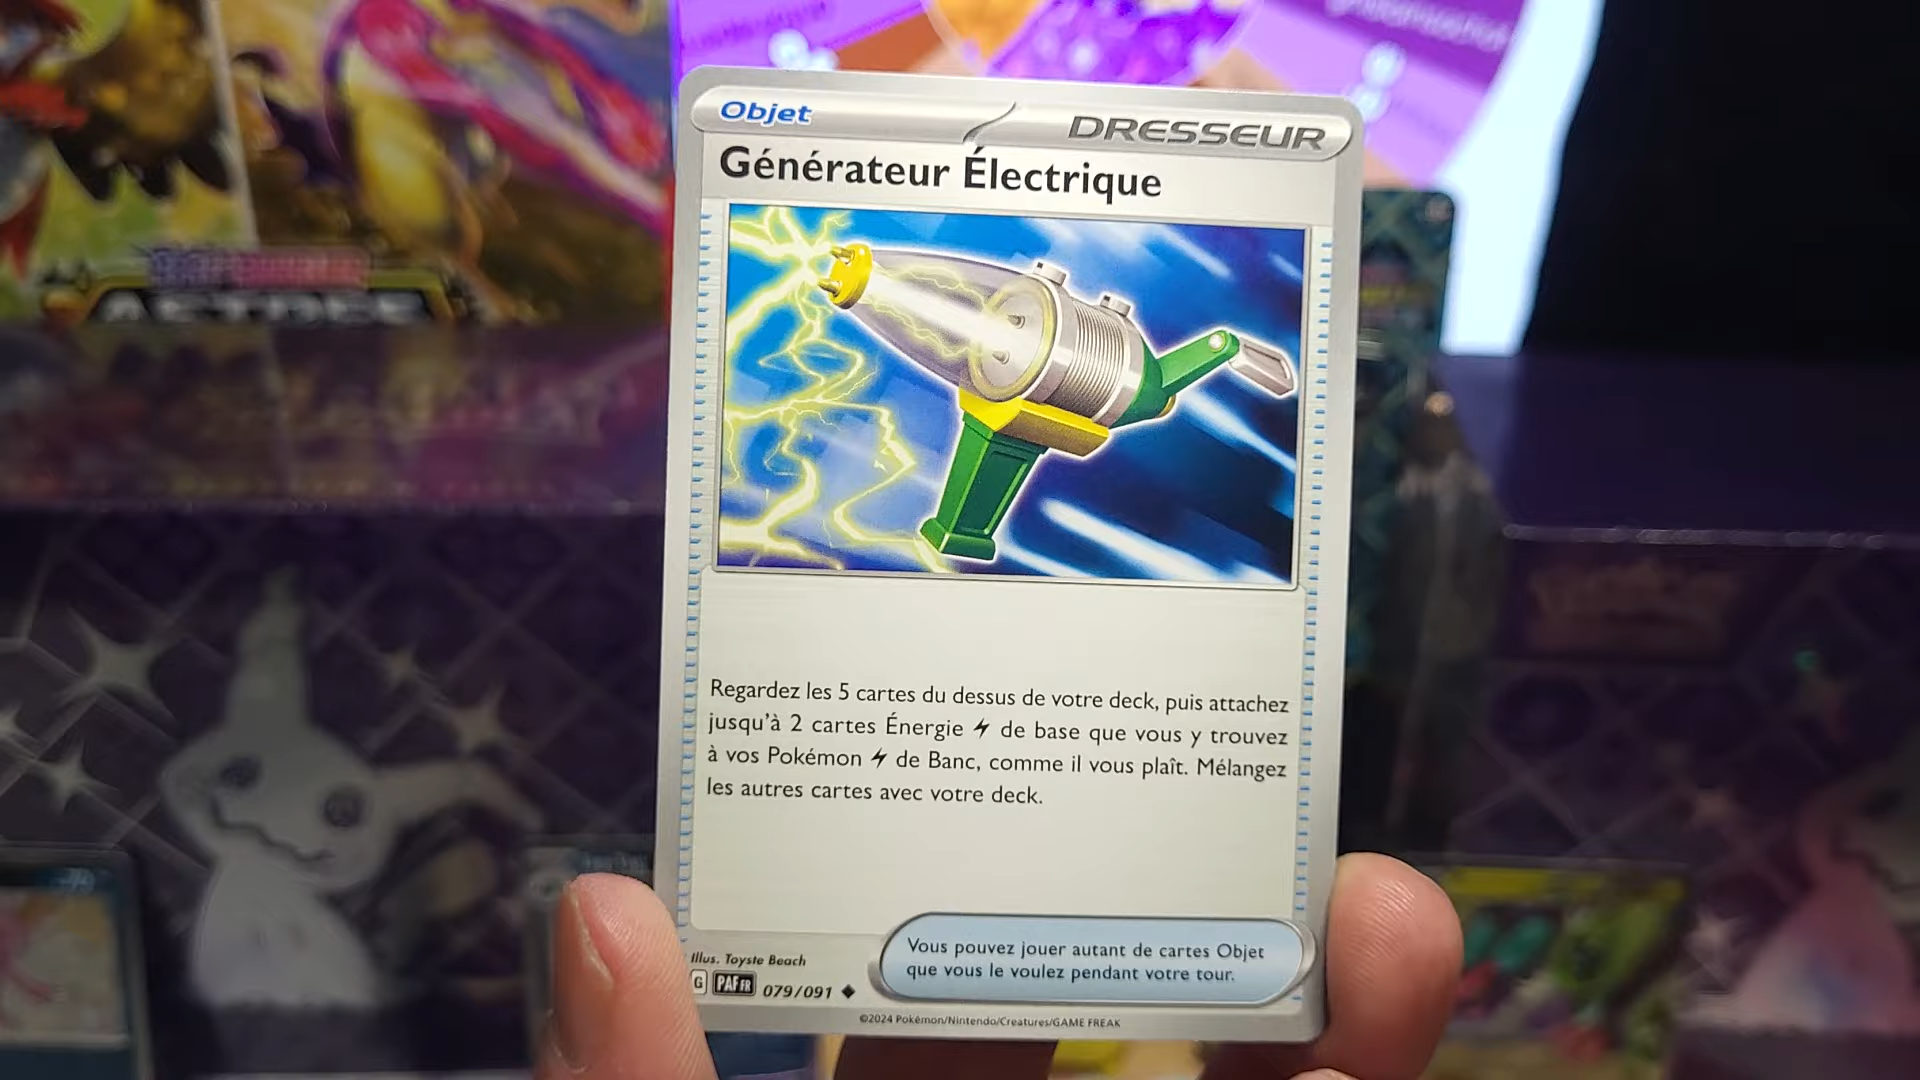 Objet
DRESSEUR
Générateur Électrique
Regardez les 5 cartes du dessus de votre deck, puis attachez
jusqu'à 2 cartes Énergie ⚡ de base que vous y trouvez
à vos Pokémon ⚡ de Banc, comme il vous plaît. Mélangez
les autres cartes avec votre deck.
Vous pouvez jouer autant de cartes Objet
que vous le voulez pendant votre tour.
Illus. Toyste Beach
G PAF FR 079/091 ◆
©2024 Pokémon/Nintendo/Creatures/GAME FREAK